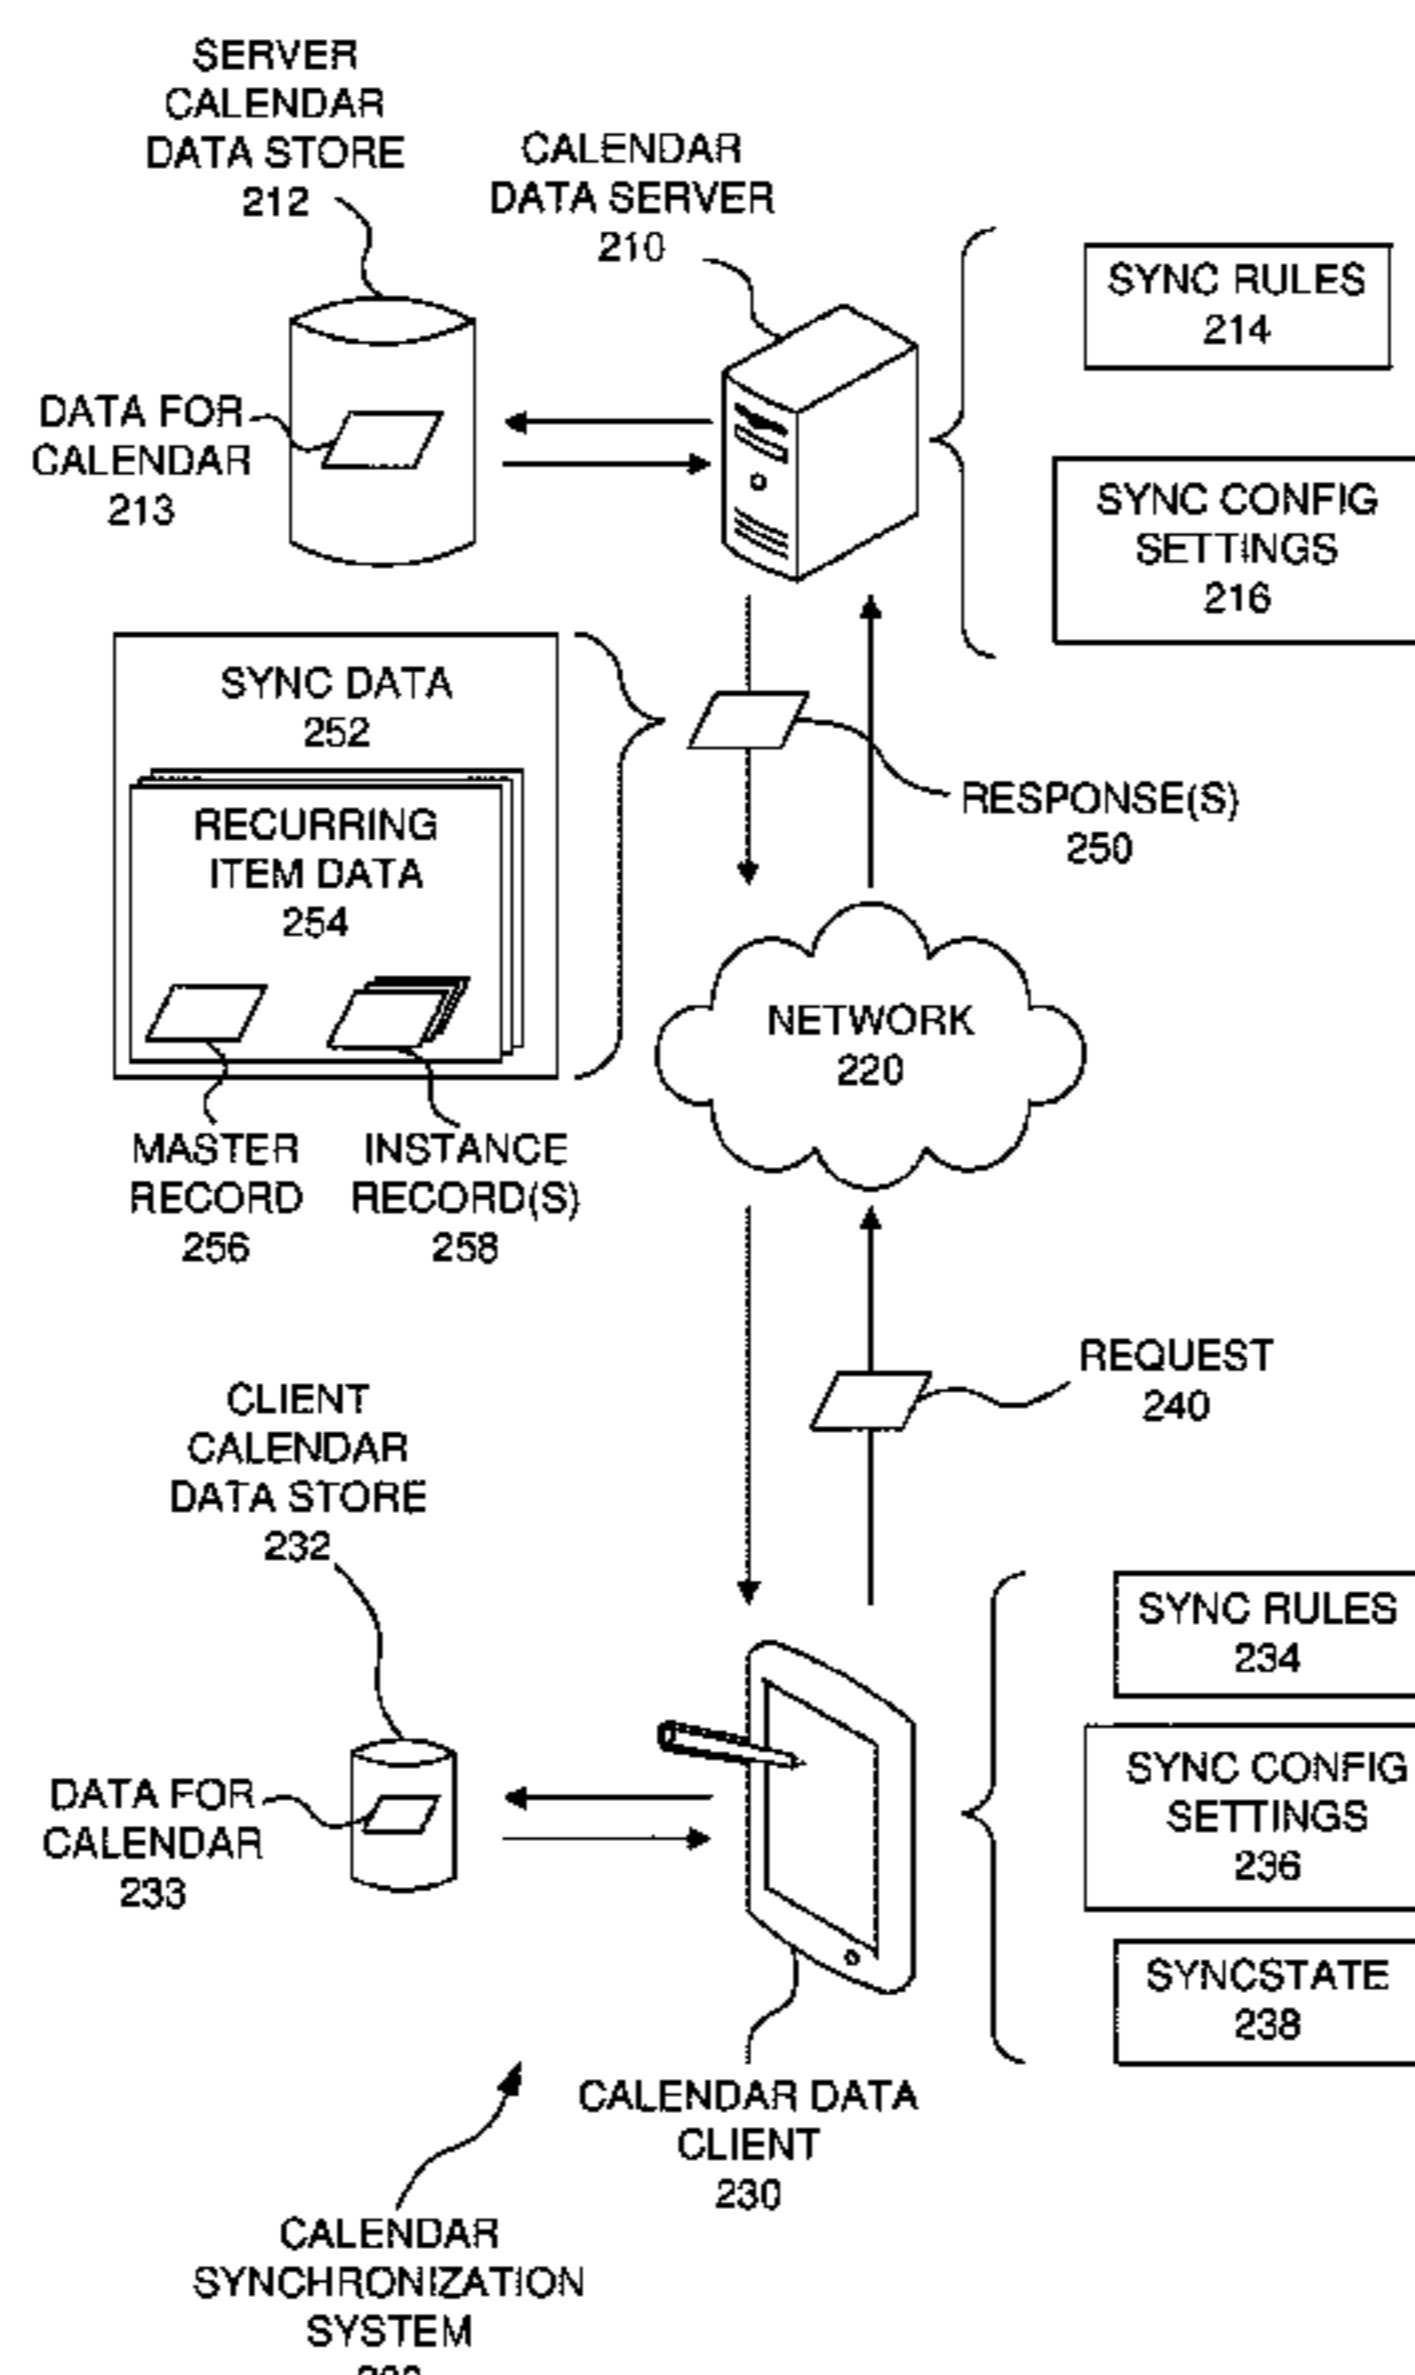 SERVER
CALENDAR
DATA STORE
212
CALENDAR
DATA SERVER
210
SYNC RULES
214
DATA FOR
CALENDAR
213
SYNC CONFIG
SETTINGS
216
SYNC DATA
252
RECURRING
ITEM DATA
254
RESPONSE(S)
250
NETWORK
220
MASTER
RECORD
256
INSTANCE
RECORD(S)
258
REQUEST
240
CLIENT
CALENDAR
DATA STORE
232
SYNC RULES
234
DATA FOR
CALENDAR
233
SYNC CONFIG
SETTINGS
236
SYNCSTATE
238
CALENDAR DATA
CLIENT
230
CALENDAR
SYNCHRONIZATION
SYSTEM